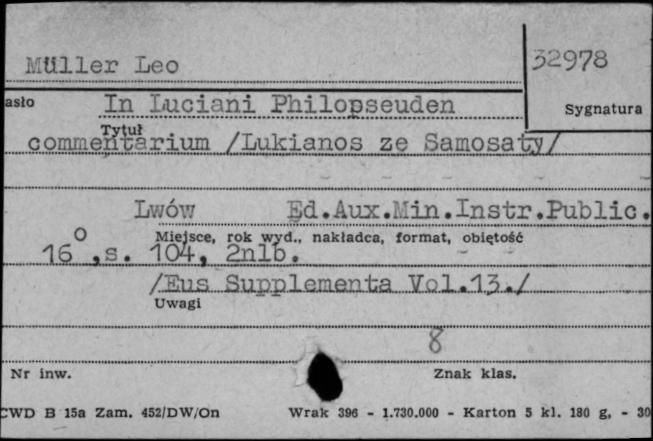 Müller Leo
32978
asło
In Luciani Philopseuden
Sygnatura
Tytuł
commentarium /Lukianos ze Samosaty/
Lwów Ed.Aux.Min.Instr.Public.
Miejsce, rok wyd., nakładca, format, objętość
16°,s. 104, 2nlb.
/Eus Supplementa Vol.13./
Uwagi
8
Nr inw. Znak klas.
CWD B 15a Zam. 452/DW/On Wrak 396 - 1.730.000 - Karton 5 kl. 180 g, - 30